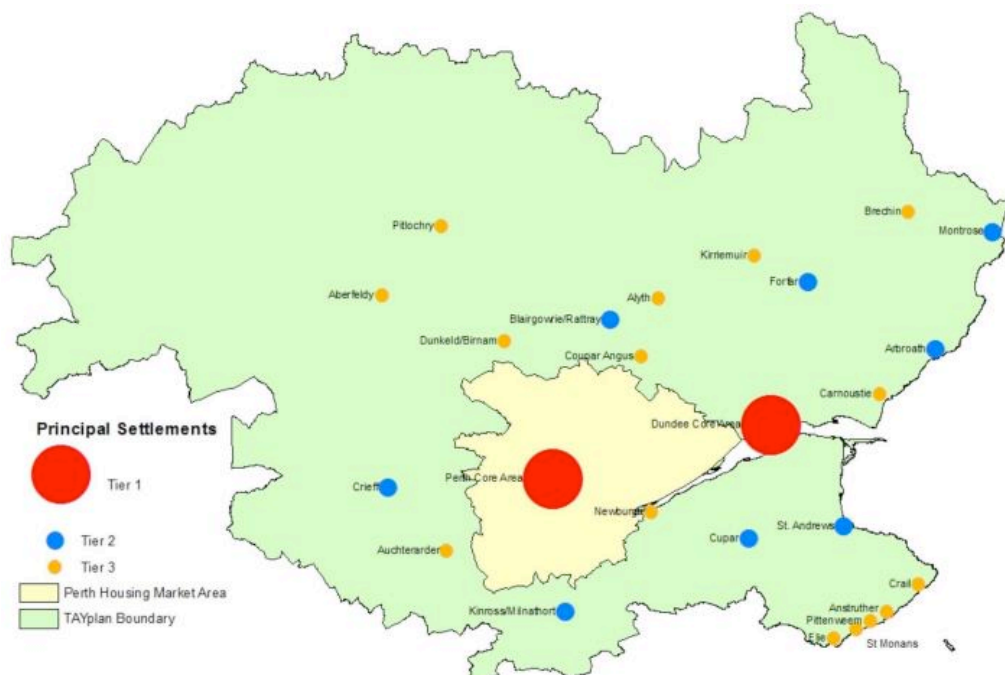 Brechin
Pitlochry
Montrose
Kirriemuir
Forfar
Aberfeldy
Alyth
Blairgowrie/Rattray
Dunkeld/Birnam
Arbroath
Coupar Angus
Carnoustie
Dundee Core Area
Principal Settlements
Tier 1
Perth Core Area
Crieff
Newburgh
St. Andrews
Tier 2
Cupar
Auchterarder
Tier 3
Crail
Perth Housing Market Area
Kinross/Milnathort
Anstruther
TAYplan Boundary
Pittenweem
Elie
St Monans